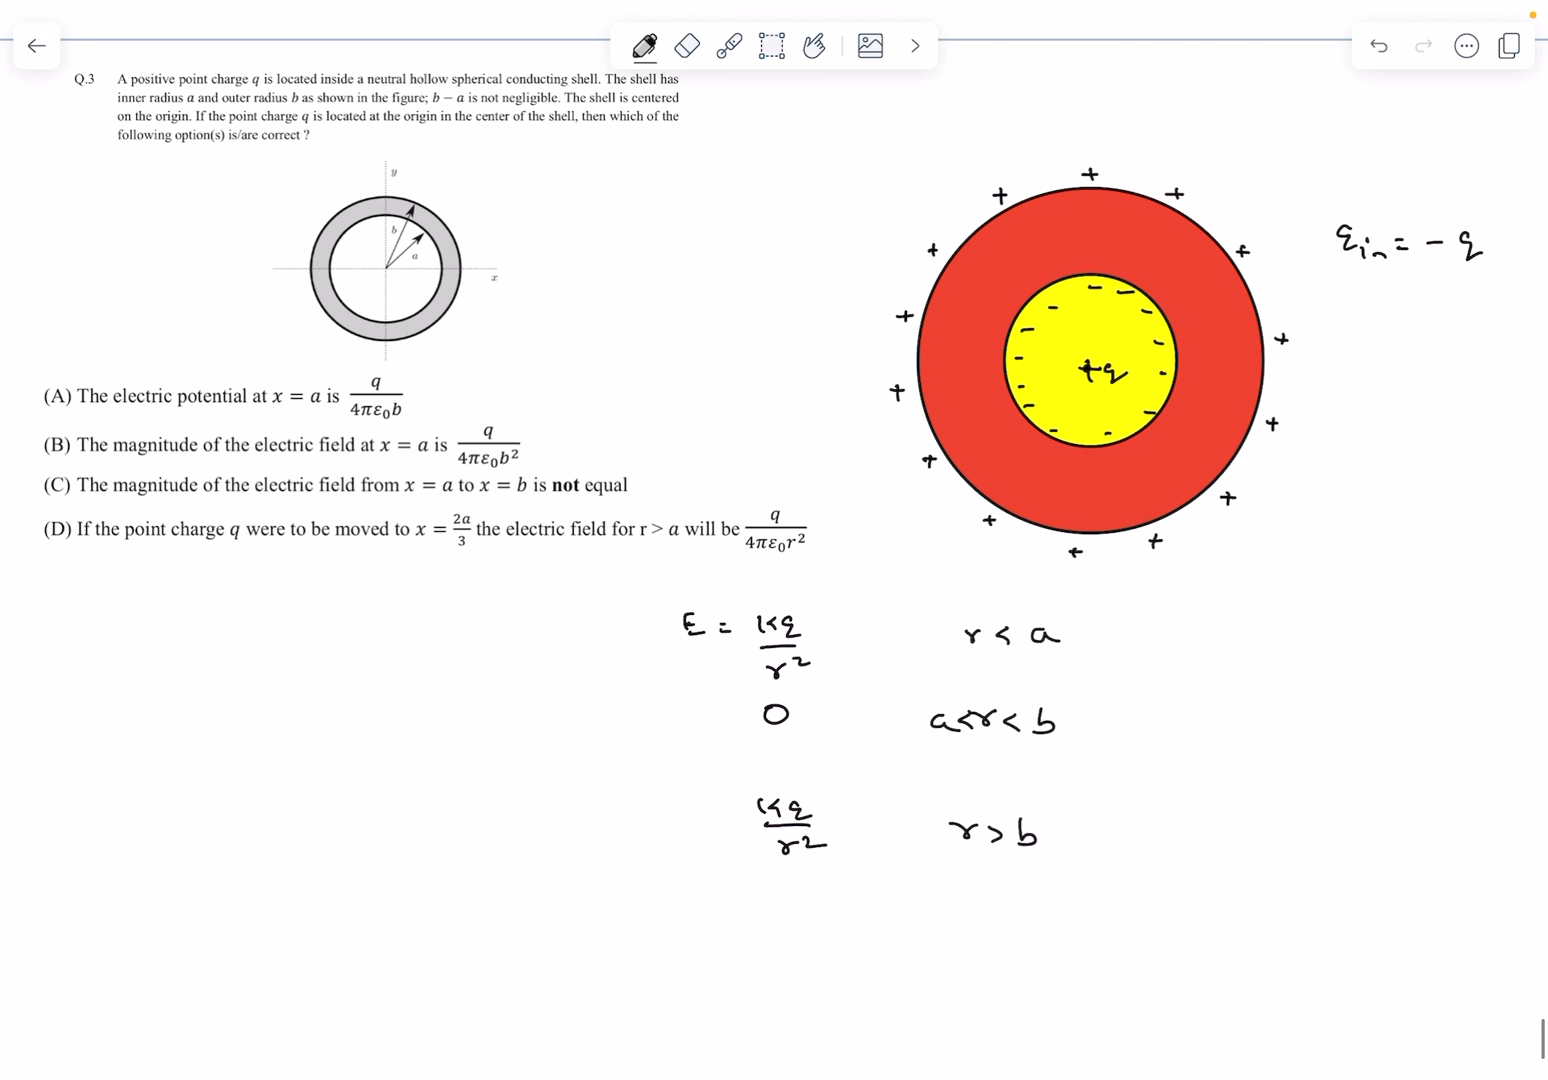 Q.3 A positive point charge q is located inside a neutral hollow spherical conducting shell. The shell has
inner radius a and outer radius b as shown in the figure; b − a is not negligible. The shell is centered
on the origin. If the point charge q is located at the origin in the center of the shell, then which of the
following option(s) is/are correct ?
y
b
a
x
(A) The electric potential at x = a is q/4πε₀b
(B) The magnitude of the electric field at x = a is q/4πε₀b²
(C) The magnitude of the electric field from x = a to x = b is not equal
(D) If the point charge q were to be moved to x = 2a/3 the electric field for r > a will be q/4πε₀r²
+q
q_in = - q
E = Kq/r² r < a
0 a<r< b
Kq/r² r > b